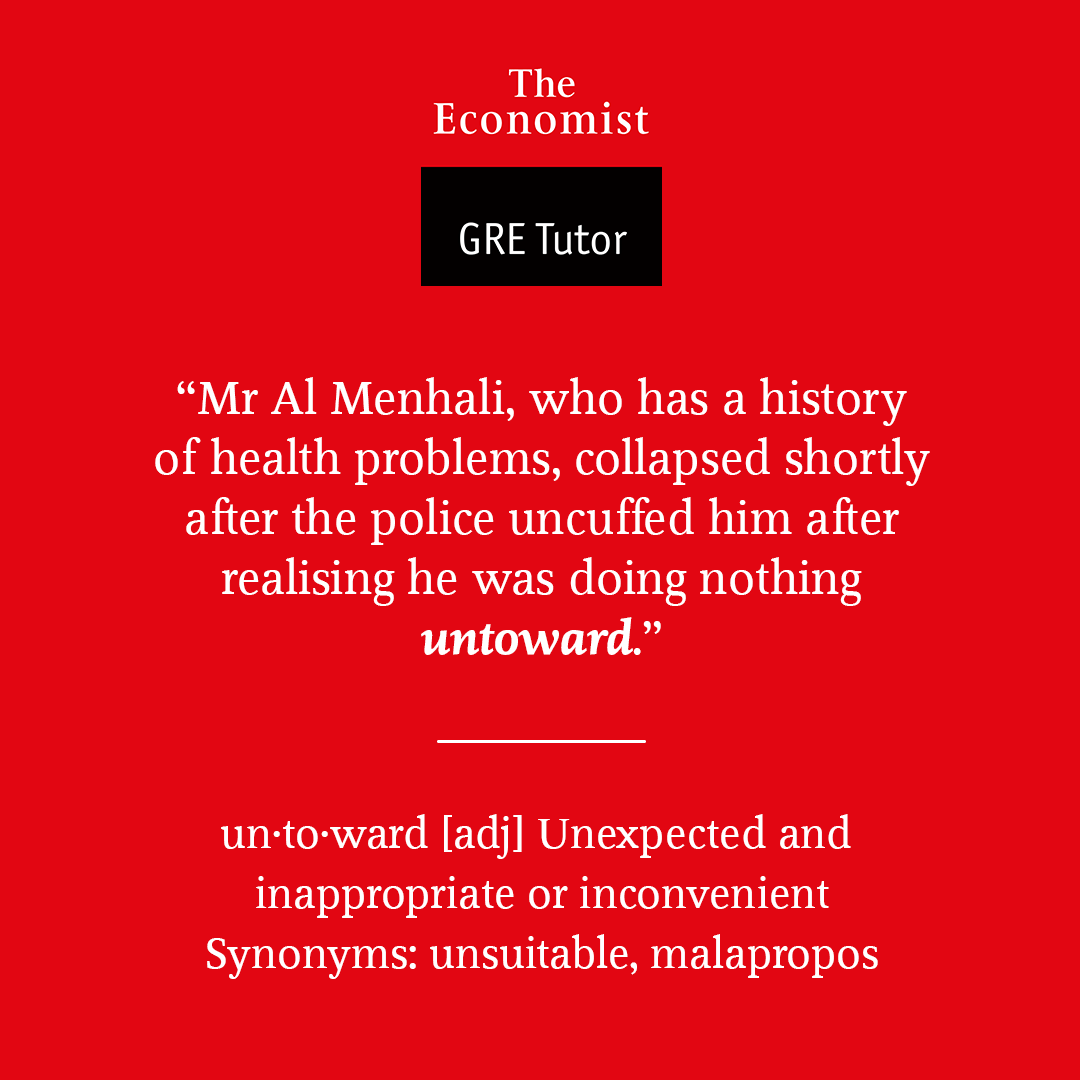 The
Economist
GRE Tutor
“Mr Al Menhali, who has a history
of health problems, collapsed shortly
after the police uncuffed him after
realising he was doing nothing
untoward.”
un·to·ward [adj] Unexpected and
inappropriate or inconvenient
Synonyms: unsuitable, malapropos